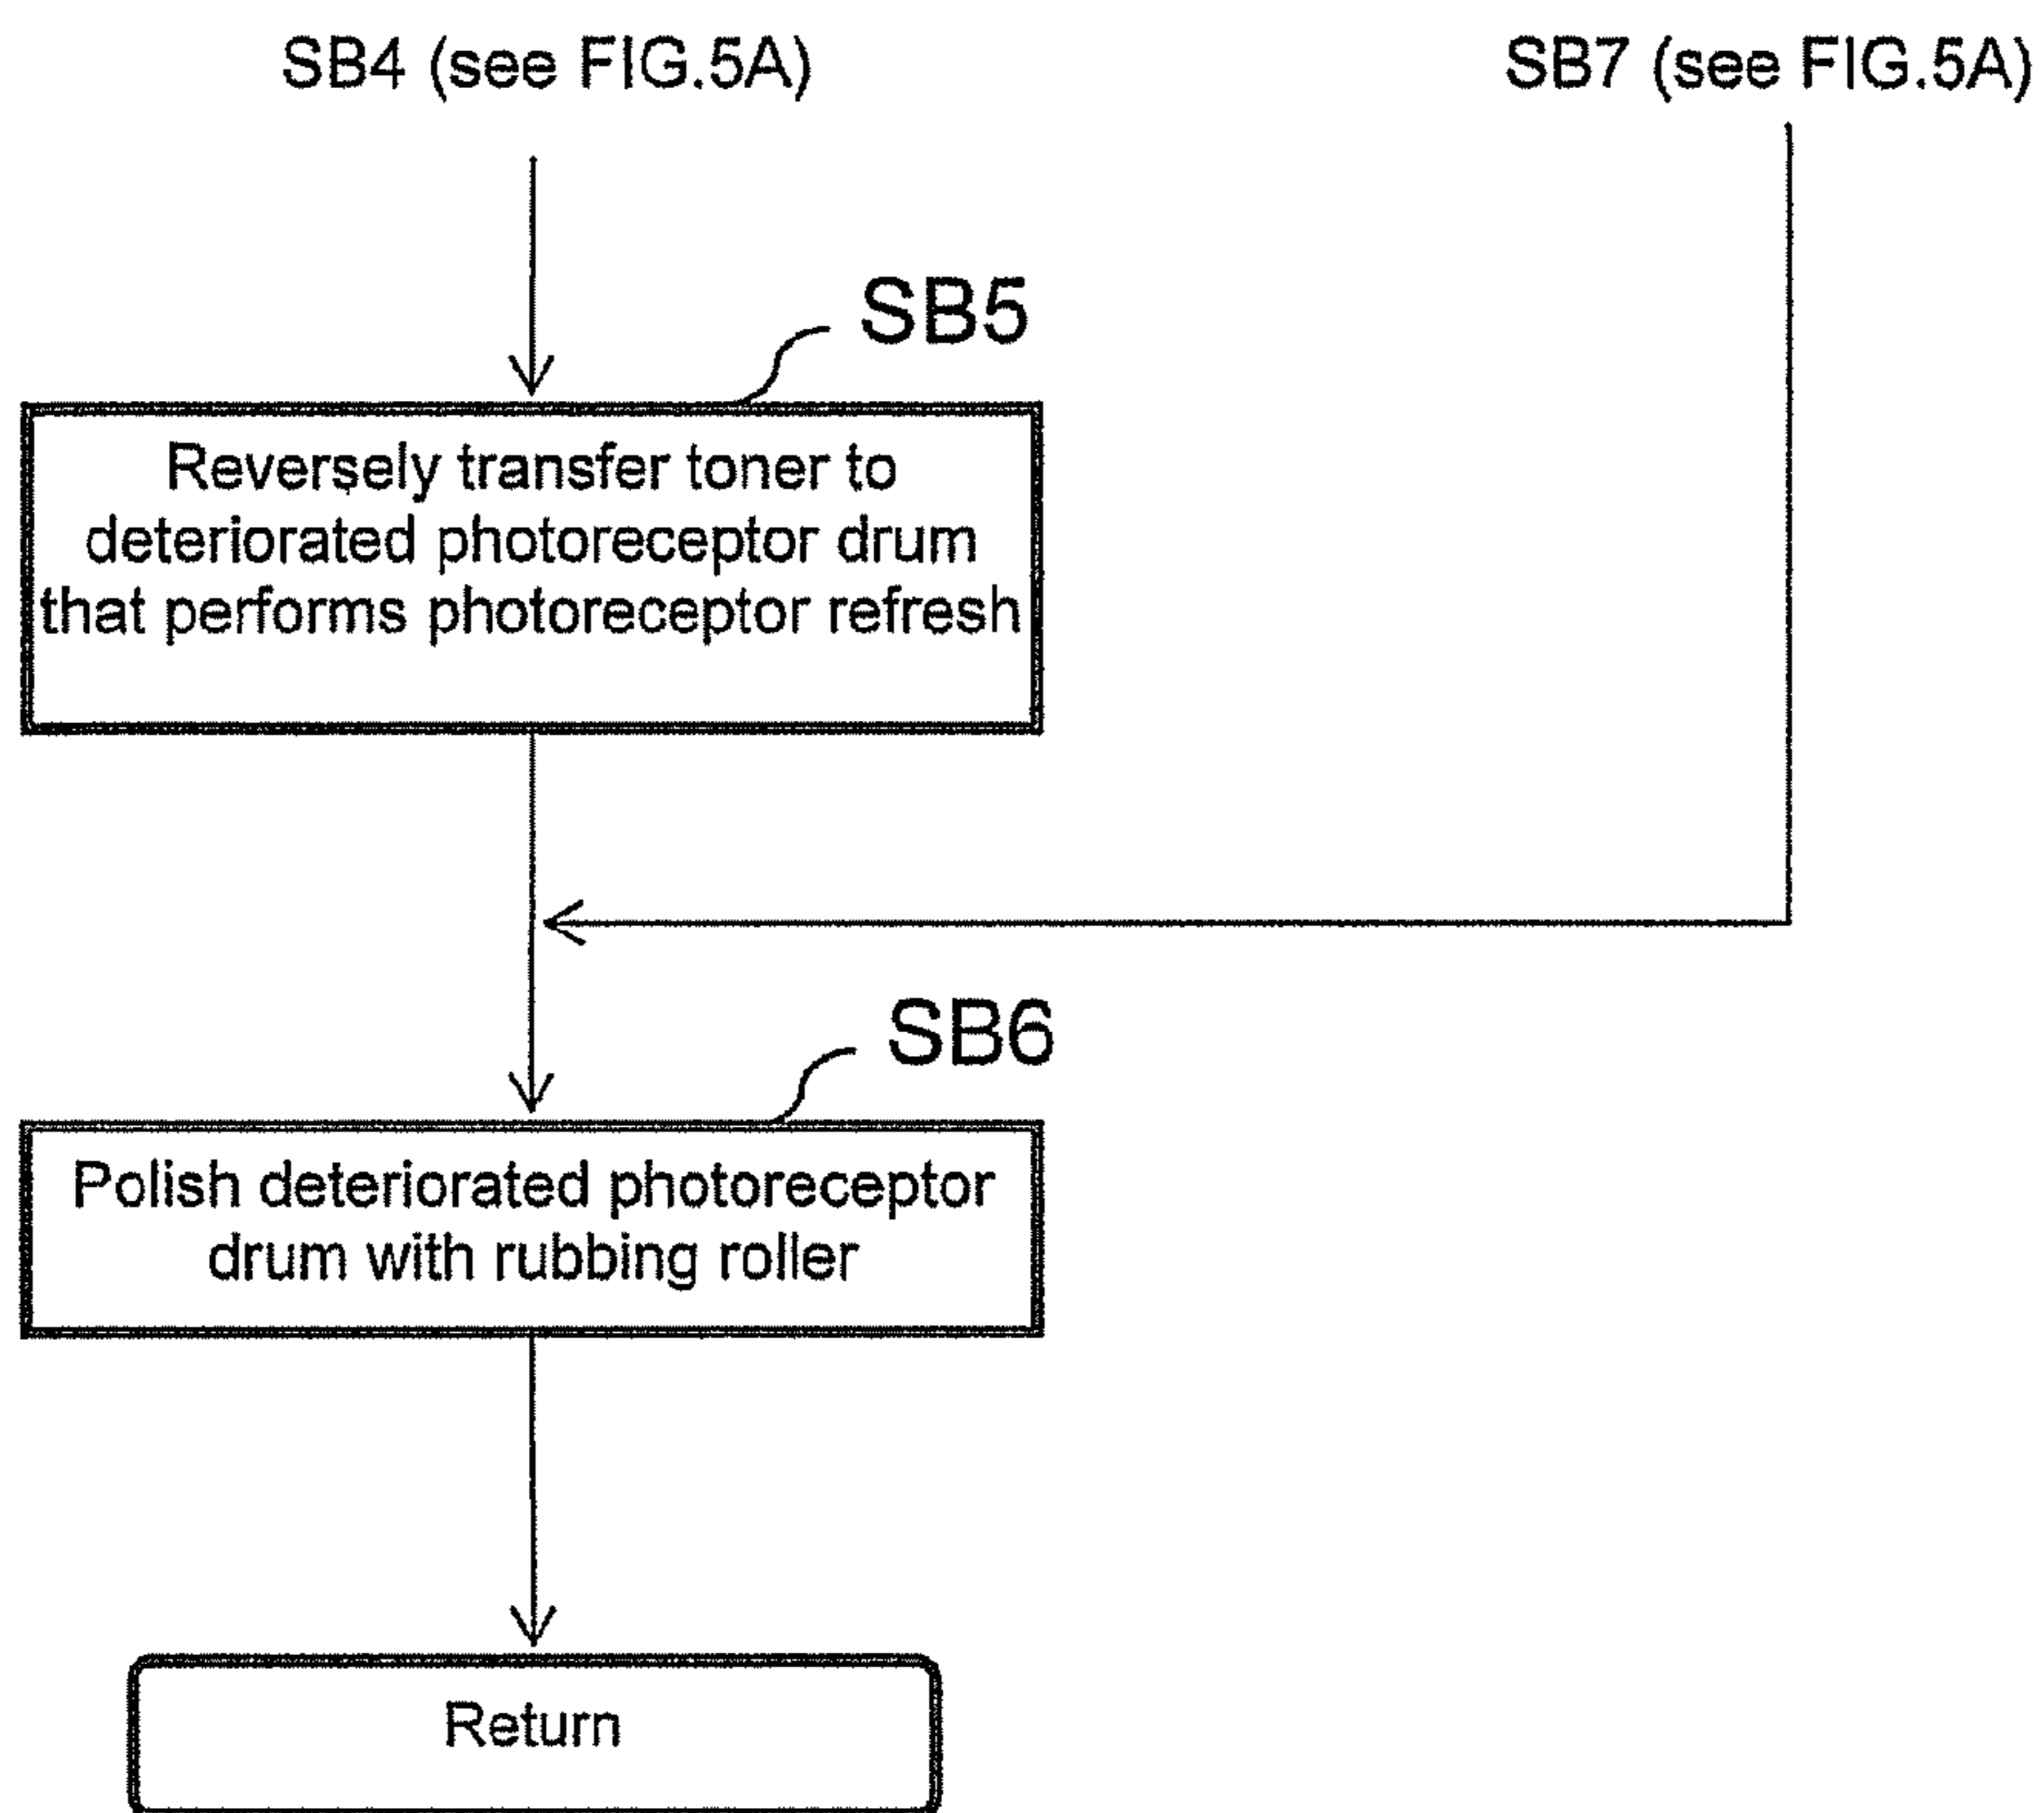 SB4 (see FIG.5A)
SB7 (see FIG.5A)
SB5
Reversely transfer toner to
deteriorated photoreceptor drum
that performs photoreceptor refresh
SB6
Polish deteriorated photoreceptor
drum with rubbing roller
Return